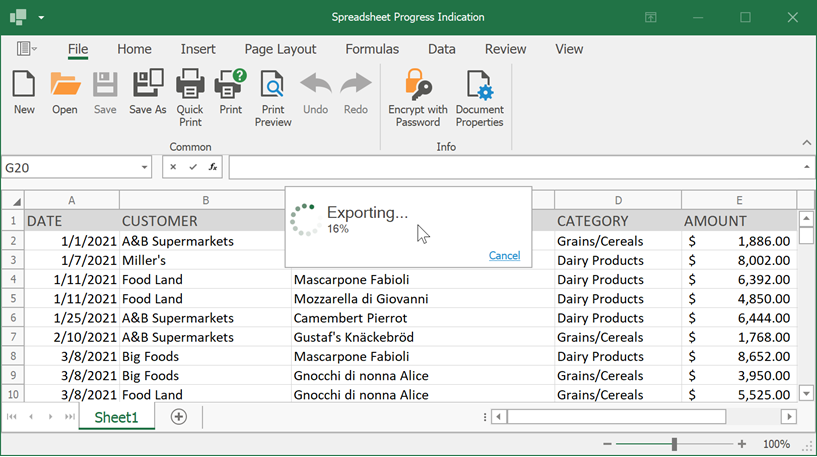 Spreadsheet Progress Indication
File Home Insert Page Layout Formulas Data Review View
New Open Save Save As Quick Print Print Print Preview Undo Redo Encrypt with Password Document Properties
Common Info
G20 fx
A B D E
1 DATE CUSTOMER CATEGORY AMOUNT
Exporting...
16%
Cancel
2 1/1/2021 A&B Supermarkets Grains/Cereals $ 1,886.00
3 1/7/2021 Miller's Dairy Products $ 8,002.00
4 1/11/2021 Food Land Mascarpone Fabioli Dairy Products $ 6,392.00
5 1/11/2021 Food Land Mozzarella di Giovanni Dairy Products $ 4,850.00
6 1/25/2021 A&B Supermarkets Camembert Pierrot Dairy Products $ 6,444.00
7 2/10/2021 A&B Supermarkets Gustaf's Knäckebröd Grains/Cereals $ 1,768.00
8 3/8/2021 Big Foods Mascarpone Fabioli Dairy Products $ 8,652.00
9 3/8/2021 Big Foods Gnocchi di nonna Alice Grains/Cereals $ 3,950.00
10 3/8/2021 Food Land Gnocchi di nonna Alice Grains/Cereals $ 5,525.00
Sheet1
100%